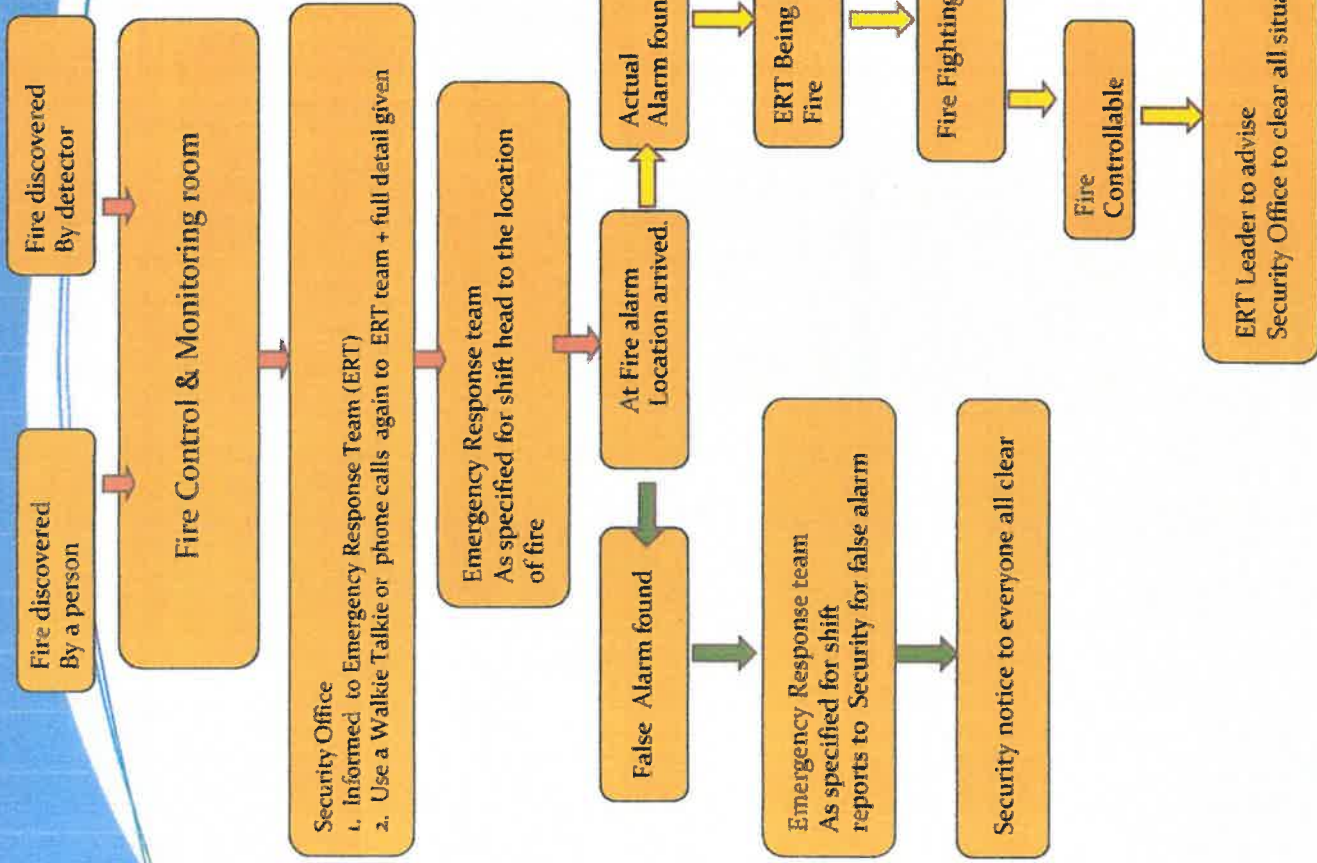 Fire discovered
By a person
Fire discovered
By detector
Fire Control & Monitoring room
Security Office
1. Informed to Emergency Response Team (ERT)
2. Use a Walkie Talkie or phone calls again to ERT team + full detail given
Emergency Response team
As specified for shift head to the location
of fire
At Fire alarm
Location arrived.
False Alarm found
Actual
Alarm foun
Emergency Response team
As specified for shift
reports to Security for false alarm
ERT Being
Fire
Security notice to everyone all clear
Fire Fighting
Fire
Controllable
ERT Leader to advise
Security Office to clear all situa